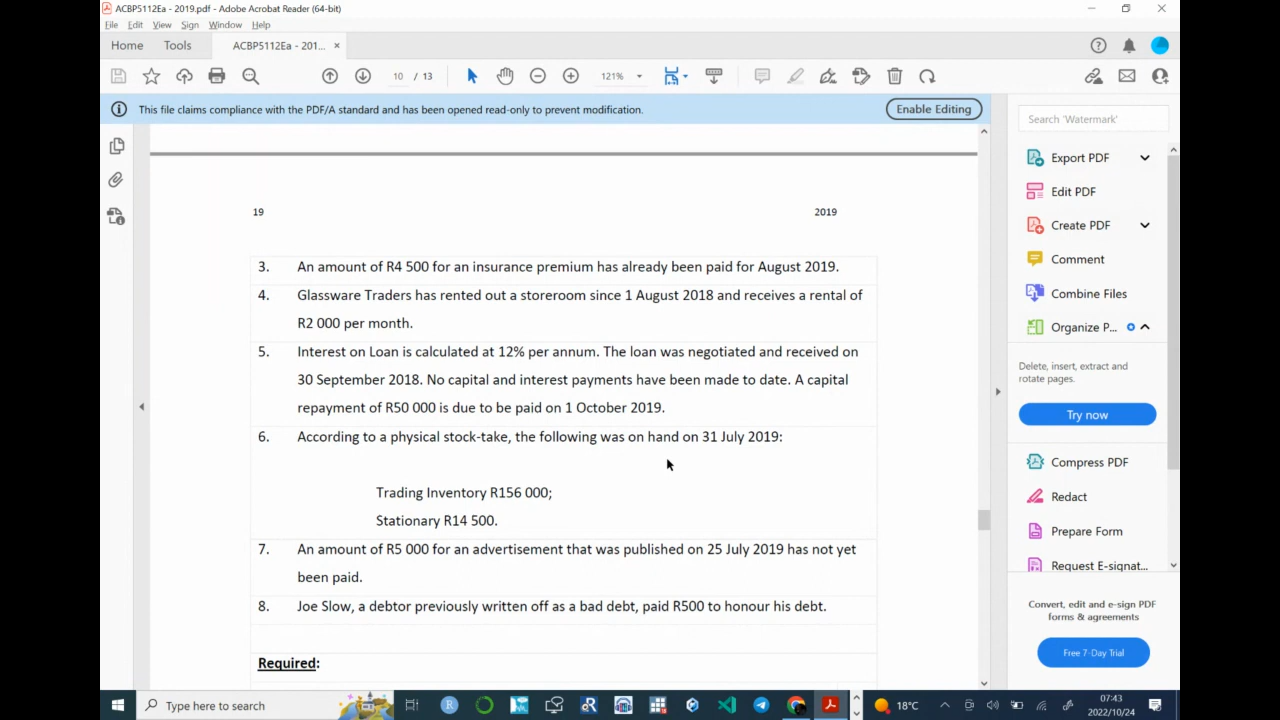 ACBP5112Ea - 2019.pdf - Adobe Acrobat Reader (64-bit)
File Edit View Sign Window Help
Home Tools ACBP5112Ea - 201... ×
10 / 13 121%
This file claims compliance with the PDF/A standard and has been opened read-only to prevent modification. Enable Editing
19 2019
3. An amount of R4 500 for an insurance premium has already been paid for August 2019.
4. Glassware Traders has rented out a storeroom since 1 August 2018 and receives a rental of
R2 000 per month.
5. Interest on Loan is calculated at 12% per annum. The loan was negotiated and received on
30 September 2018. No capital and interest payments have been made to date. A capital
repayment of R50 000 is due to be paid on 1 October 2019.
6. According to a physical stock-take, the following was on hand on 31 July 2019:
Trading Inventory R156 000;
Stationary R14 500.
7. An amount of R5 000 for an advertisement that was published on 25 July 2019 has not yet
been paid.
8. Joe Slow, a debtor previously written off as a bad debt, paid R500 to honour his debt.
Required:
Search 'Watermark'
Export PDF
Edit PDF
Create PDF
Comment
Combine Files
Organize P...
Delete, insert, extract and
rotate pages.
Try now
Compress PDF
Redact
Prepare Form
Request E-signat...
Convert, edit and e-sign PDF
forms & agreements
Free 7-Day Trial
Type here to search
18°C
07:43
2022/10/24